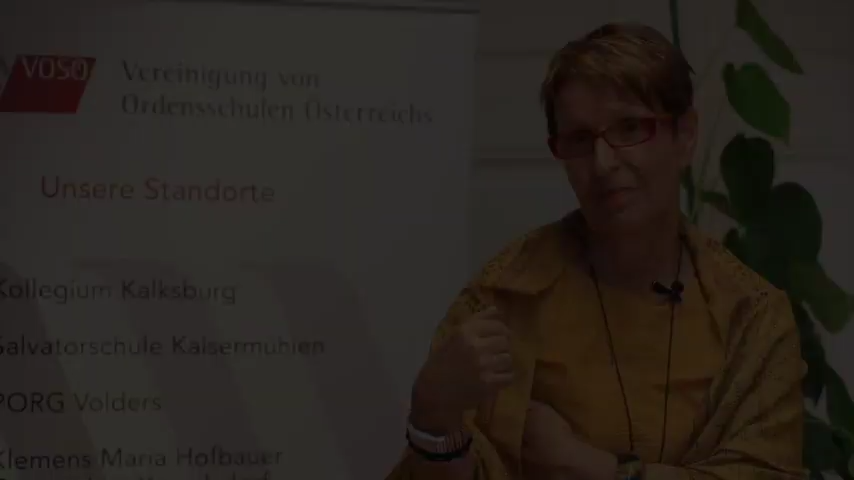 VOSÖ
Vereinigung von
Ordensschulen Österreichs
Unsere Standorte
Kollegium Kalksburg
Salvatorschule Kaisermühlen
PORG Volders
Klemens Maria Hofbauer